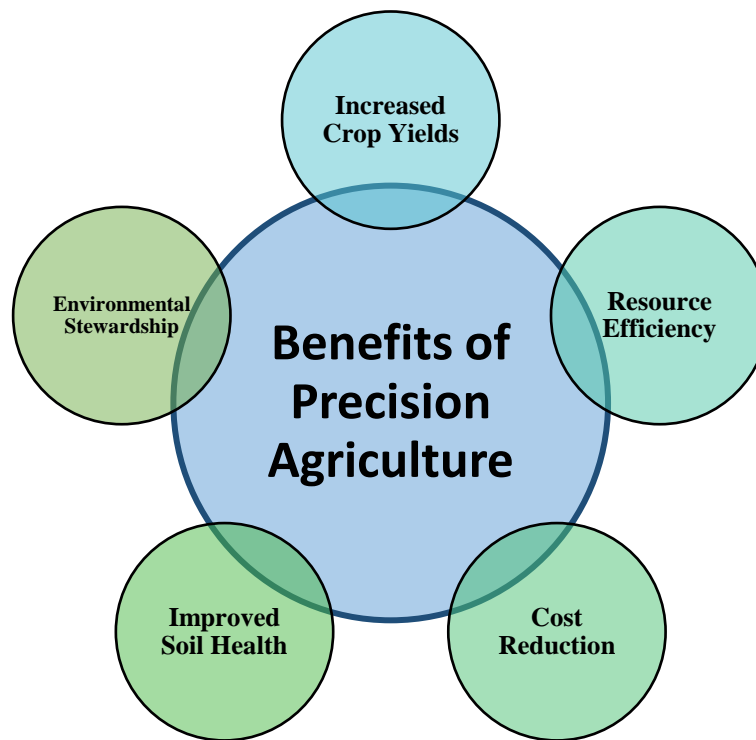 Increased
Crop Yields
Environmental
Stewardship
Resource
Efficiency
Benefits of
Precision
Agriculture
Improved
Soil Health
Cost
Reduction